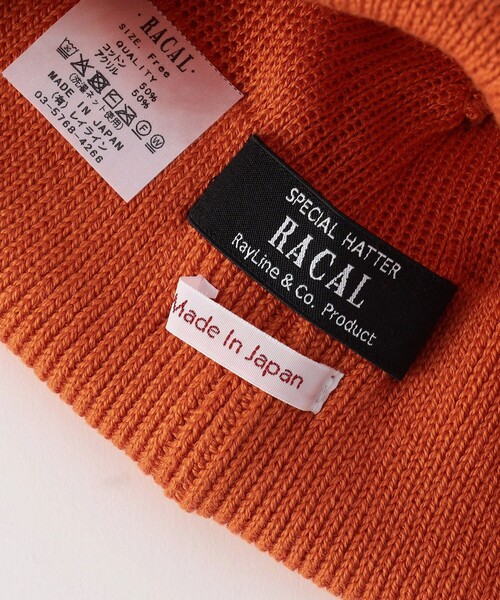 ·RACAL·
SIZE. Free
QUALITY
コットン 50%
アクリル 50%
(洗濯ネット使用)
MADE IN JAPAN
(有)レイライン
03-5768-4266
SPECIAL HATTER
RACAL
RayLine & Co. Product
Made In Japan